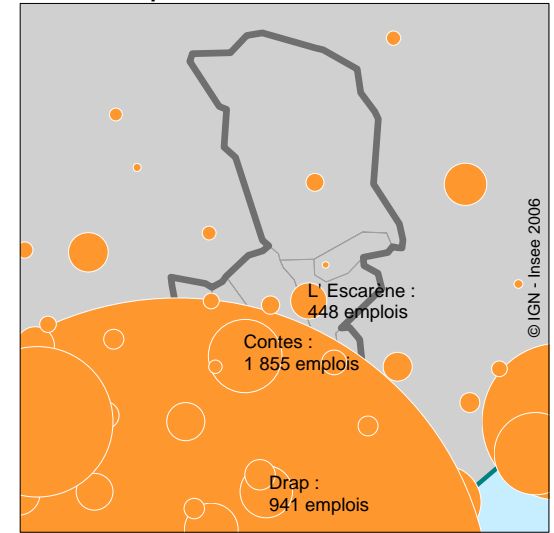 L' Escarène :
448 emplois
Contes :
1 855 emplois
Drap :
941 emplois
© IGN - Insee 2006